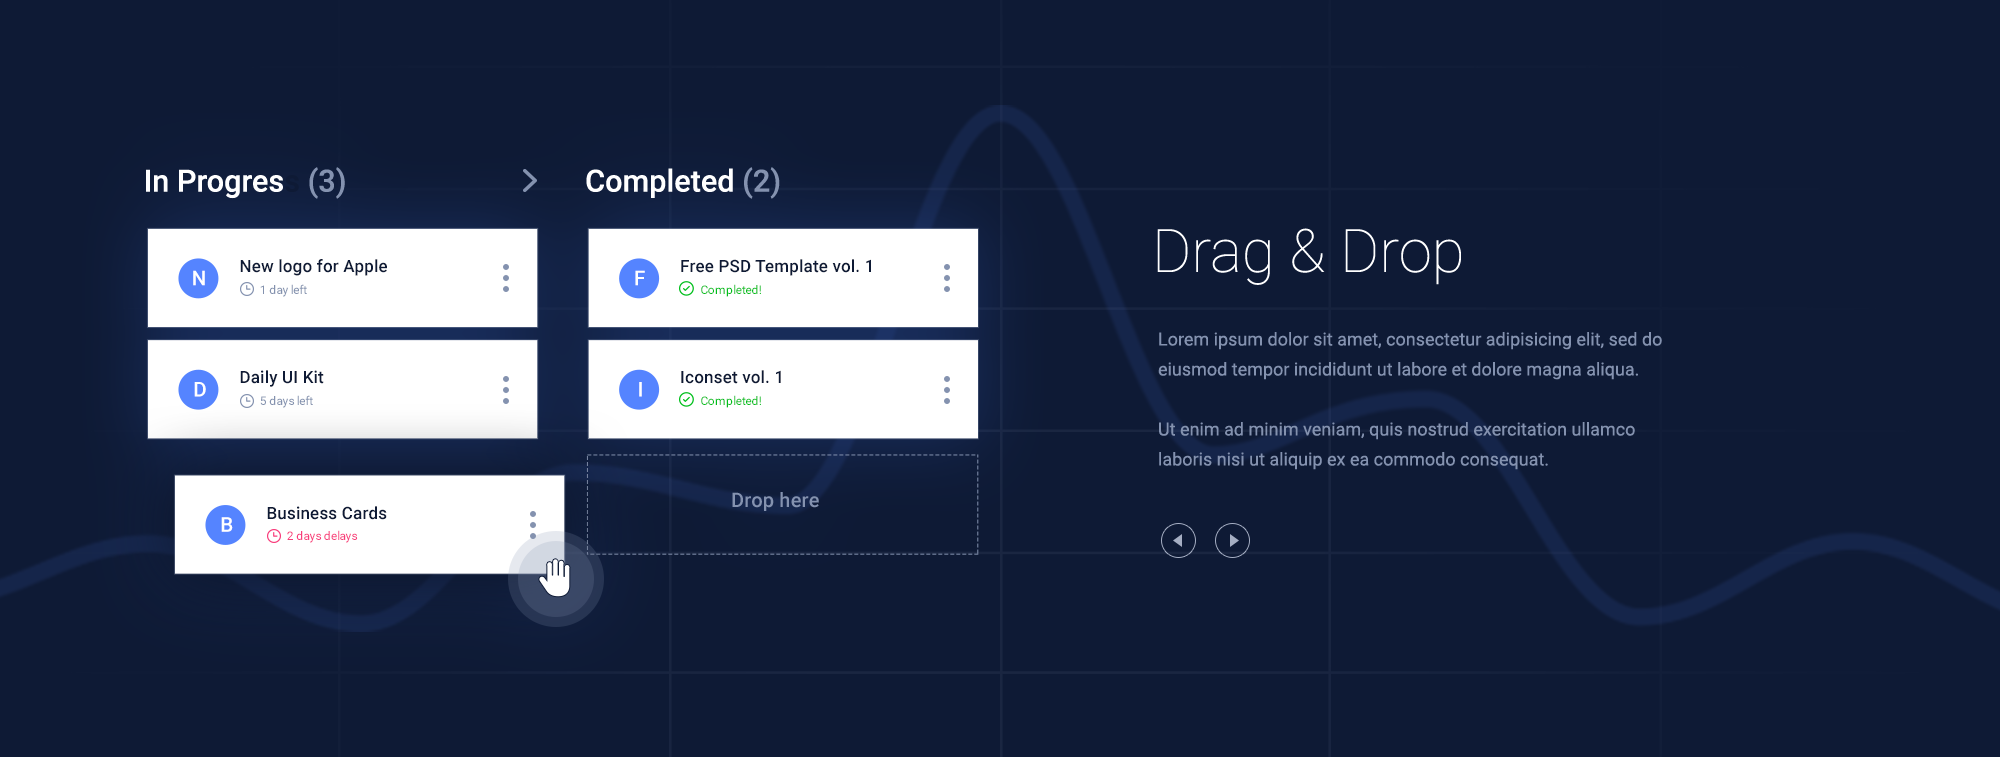 In Progres (3)
N
New logo for Apple
1 day left
D
Daily UI Kit
5 days left
B
Business Cards
2 days delays
Completed (2)
F
Free PSD Template vol. 1
Completed!
I
Iconset vol. 1
Completed!
Drop here
Drag & Drop
Lorem ipsum dolor sit amet, consectetur adipisicing elit, sed do
eiusmod tempor incididunt ut labore et dolore magna aliqua.
Ut enim ad minim veniam, quis nostrud exercitation ullamco
laboris nisi ut aliquip ex ea commodo consequat.